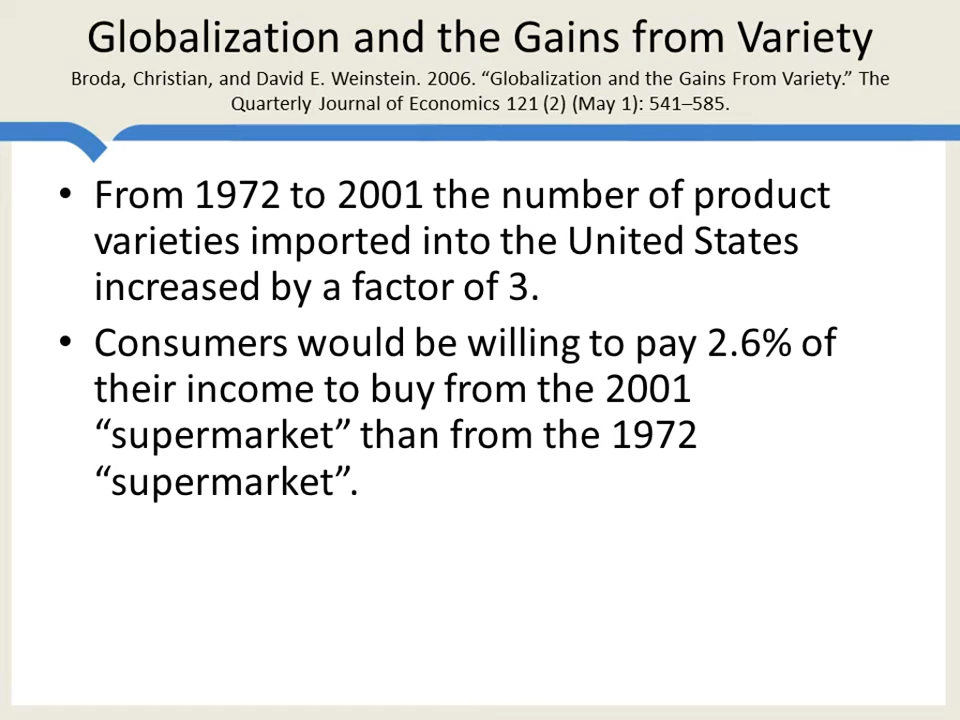 Globalization and the Gains from Variety
Broda, Christian, and David E. Weinstein. 2006. “Globalization and the Gains From Variety.” The
Quarterly Journal of Economics 121 (2) (May 1): 541–585.
• From 1972 to 2001 the number of product
varieties imported into the United States
increased by a factor of 3.
• Consumers would be willing to pay 2.6% of
their income to buy from the 2001
“supermarket” than from the 1972
“supermarket”.